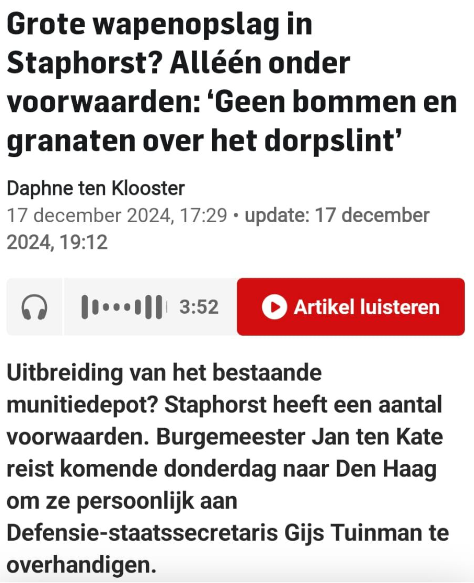 Grote wapenopslag in
Staphorst? Alléén onder
voorwaarden: ‘Geen bommen en
granaten over het dorpslint’
Daphne ten Klooster
17 december 2024, 17:29 • update: 17 december
2024, 19:12
3:52 Artikel luisteren
Uitbreiding van het bestaande
munitiedepot? Staphorst heeft een aantal
voorwaarden. Burgemeester Jan ten Kate
reist komende donderdag naar Den Haag
om ze persoonlijk aan
Defensie-staatssecretaris Gijs Tuinman te
overhandigen.